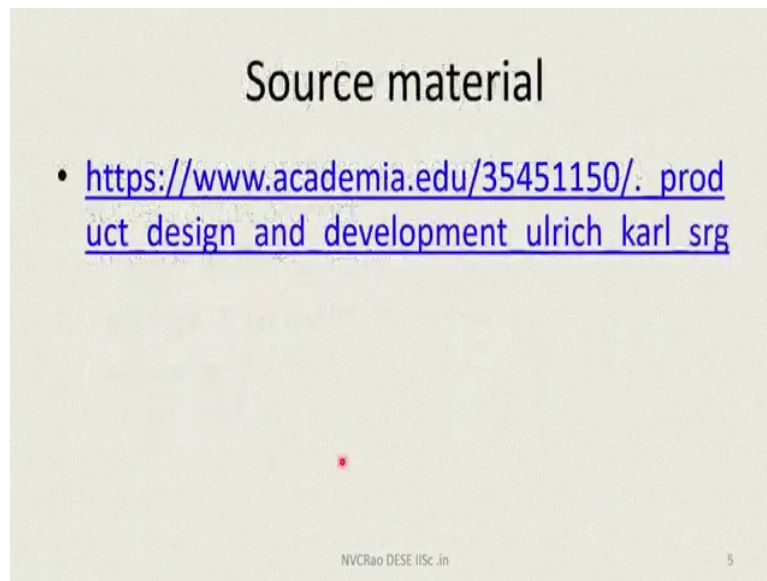 Source material
• https://www.academia.edu/35451150/._prod
uct_design_and_development_ulrich_karl_srg
NVCRao DESE IISc .in
5